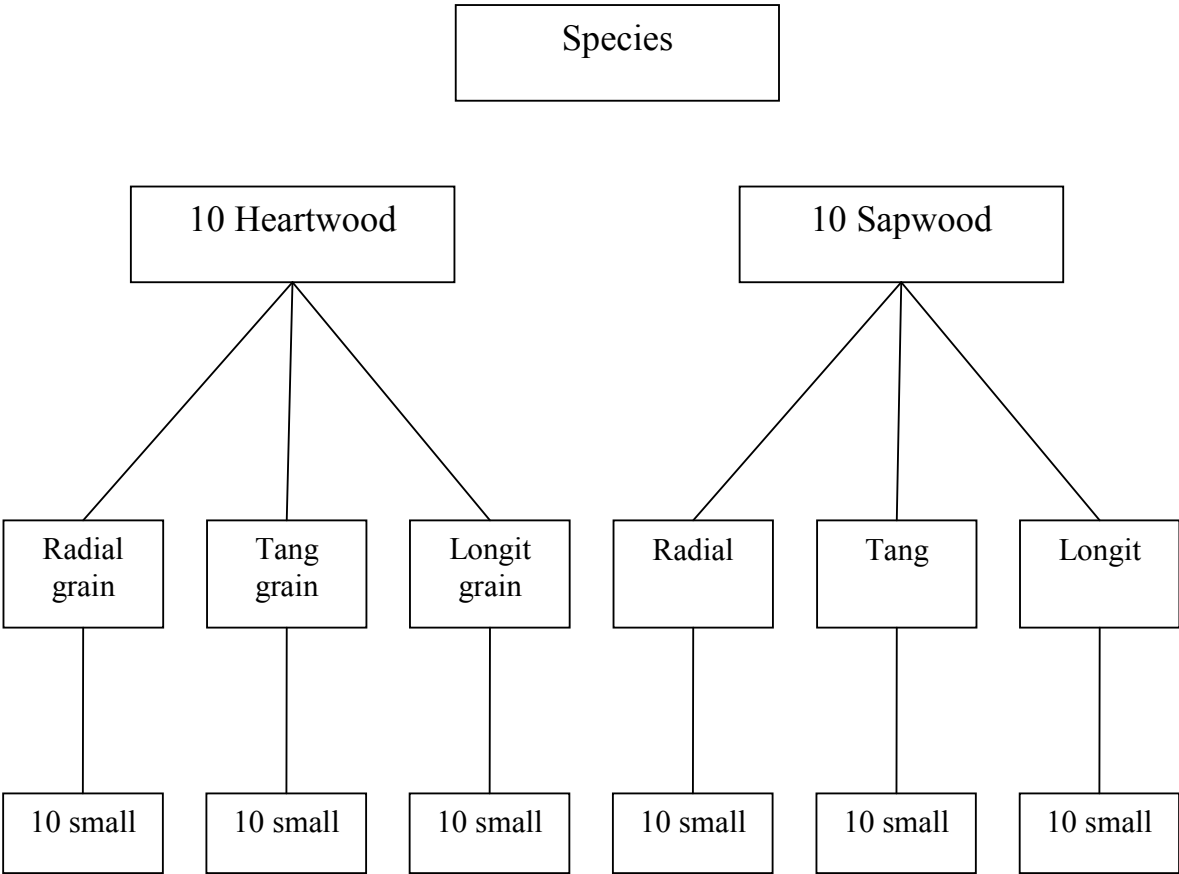 Species
10 Heartwood
10 Sapwood
Radial
grain
Tang
grain
Longit
grain
Radial
Tang
Longit
10 small
10 small
10 small
10 small
10 small
10 small